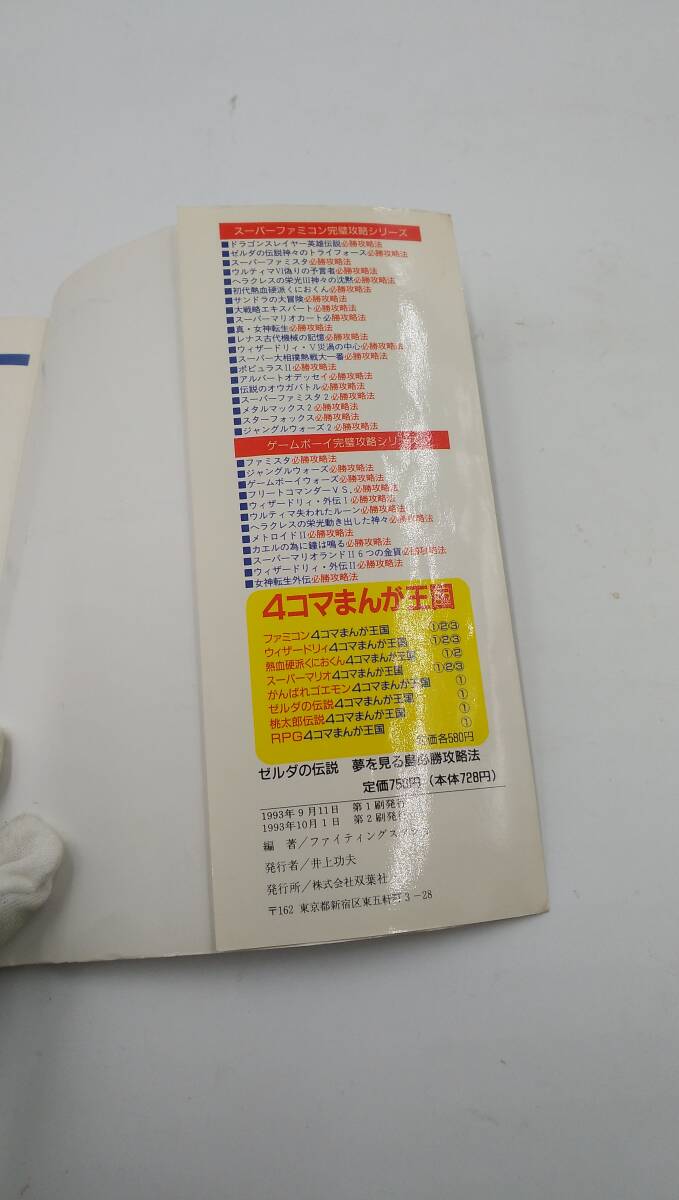 スーパーファミコン完璧攻略シリーズ
■ドラゴンスレイヤー英雄伝説必勝攻略法
■ゼルダの伝説神々のトライフォース必勝攻略法
■スーパーファミスタ必勝攻略法
■ウルティマVI偽りの予言者必勝攻略法
■ヘラクレスの栄光III神々の沈黙必勝攻略法
■初代熱血硬派くにおくん必勝攻略法
■サンドラの大冒険必勝攻略法
■大戦略エキスパート必勝攻略法
■スーパーマリオカート必勝攻略法
■真・女神転生必勝攻略法
■レナス古代機械の記憶必勝攻略法
■ウィザードリィ・V災渦の中心必勝攻略法
■スーパー大相撲熱戦大一番必勝攻略法
■ポピュラスII必勝攻略法
■アルバートオデッセイ必勝攻略法
■伝説のオウガバトル必勝攻略法
■スーパーファミスタ2必勝攻略法
■メタルマックス2必勝攻略法
■スターフォックス必勝攻略法
■ジャングルウォーズ2必勝攻略法
ゲームボーイ完璧攻略シリーズ
■ファミスタ必勝攻略法
■ジャングルウォーズ必勝攻略法
■ゲームボーイウォーズ必勝攻略法
■フリートコマンダーVS.必勝攻略法
■ウィザードリィ・外伝I必勝攻略法
■ウルティマ失われたルーン必勝攻略法
■ヘラクレスの栄光動き出した神々必勝攻略法
■メトロイドII必勝攻略法
■カエルの為に鐘は鳴る必勝攻略法
■スーパーマリオランドII6つの金貨必勝攻略法
■ウィザードリィ・外伝II必勝攻略法
■女神転生外伝必勝攻略法
4コマまんが王国
ファミコン4コマまんが王国 ①②③
ウィザードリィ4コマまんが王国 ①②③
熱血硬派くにおくん4コマまんが王国 ①②
スーパーマリオ4コマまんが王国 ①②③
がんばれゴエモン4コマまんが王国 ①
ゼルダの伝説4コマまんが王国 ①
桃太郎伝説4コマまんが王国 ①
RPG4コマまんが王国 ①
定価各580円
ゼルダの伝説 夢を見る島必勝攻略法
定価750円(本体728円)
1993年9月11日 第1刷発行
1993年10月1日 第2刷発行
編 著/ファイティングスタジオ
発行者/井上功夫
発行所/株式会社双葉社
〒162 東京都新宿区東五軒町3-28